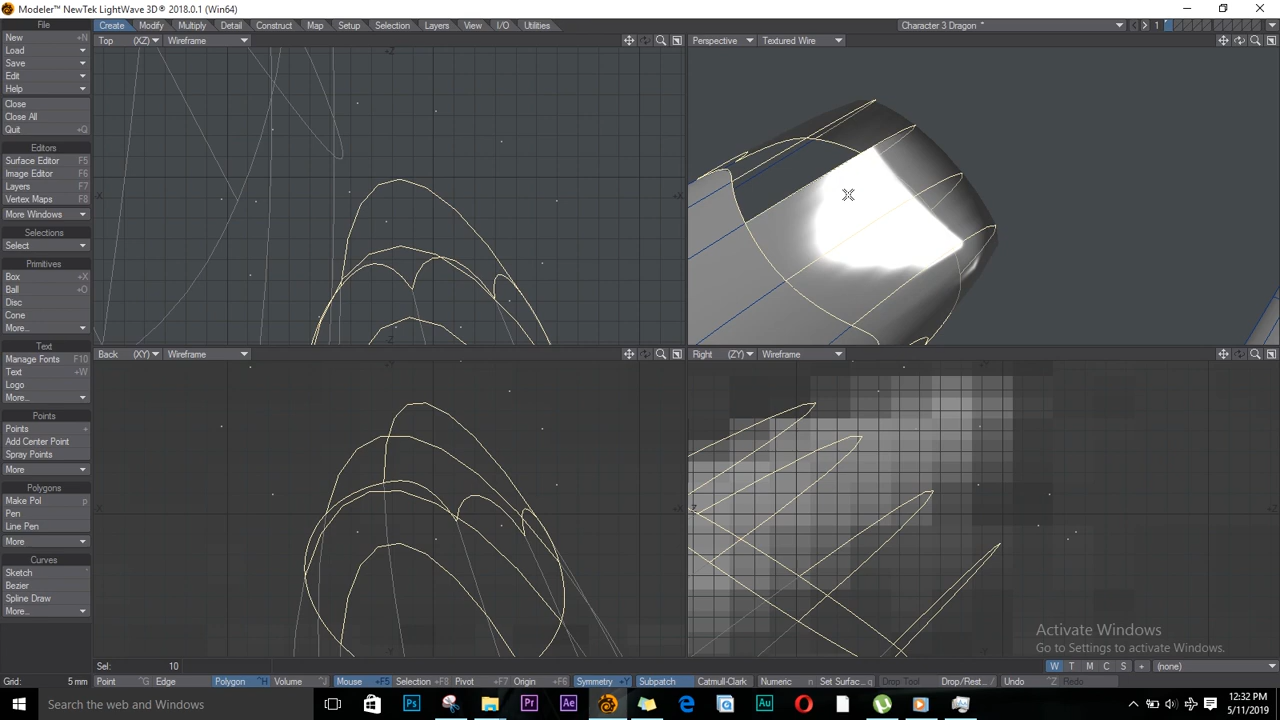 Modeler™ NewTek LightWave 3D® 2018.0.1 (Win64)
File
Create Modify Multiply Detail Construct Map Setup Selection Layers View I/O Utilities
Character 3 Dragon * 1
New +N
Load
Save
Edit
Help
Close
Close All
Quit +Q
Editors
Surface Editor F5
Image Editor F6
Layers F7
Vertex Maps F8
More Windows
Selections
Select
Primitives
Box +X
Ball +O
Disc
Cone
More...
Text
Manage Fonts F10
Text +W
Logo
More...
Points
Points +
Add Center Point
Spray Points
More
Polygons
Make Pol p
Pen
Line Pen
More
Curves
Sketch
Bezier
Spline Draw
More...
Top (XZ) Wireframe
Perspective Textured Wire
Back (XY) Wireframe
Right (ZY) Wireframe
Activate Windows
Go to Settings to activate Windows.
Sel: 10
W T M C S + (none)
Grid: 5 mm
Point ^G Edge Polygon ^H Volume ^J Mouse +F5 Selection +F8 Pivot +F7 Origin +F6 Symmetry +Y Subpatch Catmull-Clark Numeric n Set Surfac... q Drop Tool Drop/Rest... / Undo ^Z Redo
Search the web and Windows
12:32 PM
5/11/2019